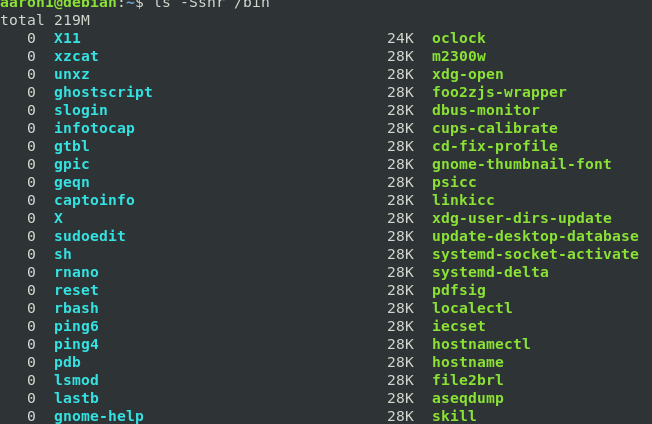 aaron1@debian:~$ ls -Sshr /bin
total 219M
0 X11 24K oclock
0 xzcat 28K m2300w
0 unxz 28K xdg-open
0 ghostscript 28K foo2zjs-wrapper
0 slogin 28K dbus-monitor
0 infotocap 28K cups-calibrate
0 gtbl 28K cd-fix-profile
0 gpic 28K gnome-thumbnail-font
0 geqn 28K psicc
0 captoinfo 28K linkicc
0 X 28K xdg-user-dirs-update
0 sudoedit 28K update-desktop-database
0 sh 28K systemd-socket-activate
0 rnano 28K systemd-delta
0 reset 28K pdfsig
0 rbash 28K localectl
0 ping6 28K iecset
0 ping4 28K hostnamectl
0 pdb 28K hostname
0 lsmod 28K file2brl
0 lastb 28K aseqdump
0 gnome-help 28K skill